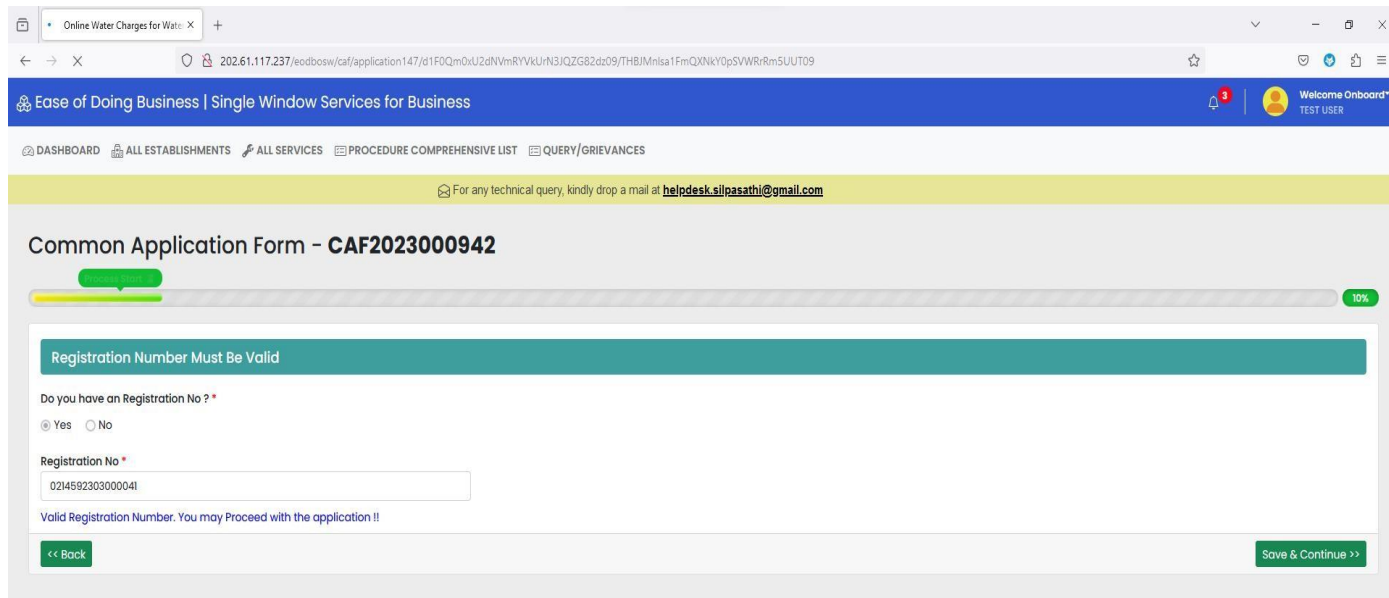 Online Water Charges for Wate
202.61.117.237/eodbosw/caf/application147/d1F0Qm0xU2dNVmRYVkUrN3JQZG82dz09/THBJMnlsa1FmQXNkY0pSVWRrRm5UUT09
Ease of Doing Business | Single Window Services for Business
3
Welcome Onboard"
TEST USER
DASHBOARD ALL ESTABLISHMENTS ALL SERVICES PROCEDURE COMPREHENSIVE LIST QUERY/GRIEVANCES
For any technical query, kindly drop a mail at helpdesk.silpasathi@gmail.com
Common Application Form - CAF2023000942
Process Start
10%
Registration Number Must Be Valid
Do you have an Registration No ? *
Yes No
Registration No *
0214592303000041
Valid Registration Number. You may Proceed with the application !!
<< Back
Save & Continue >>